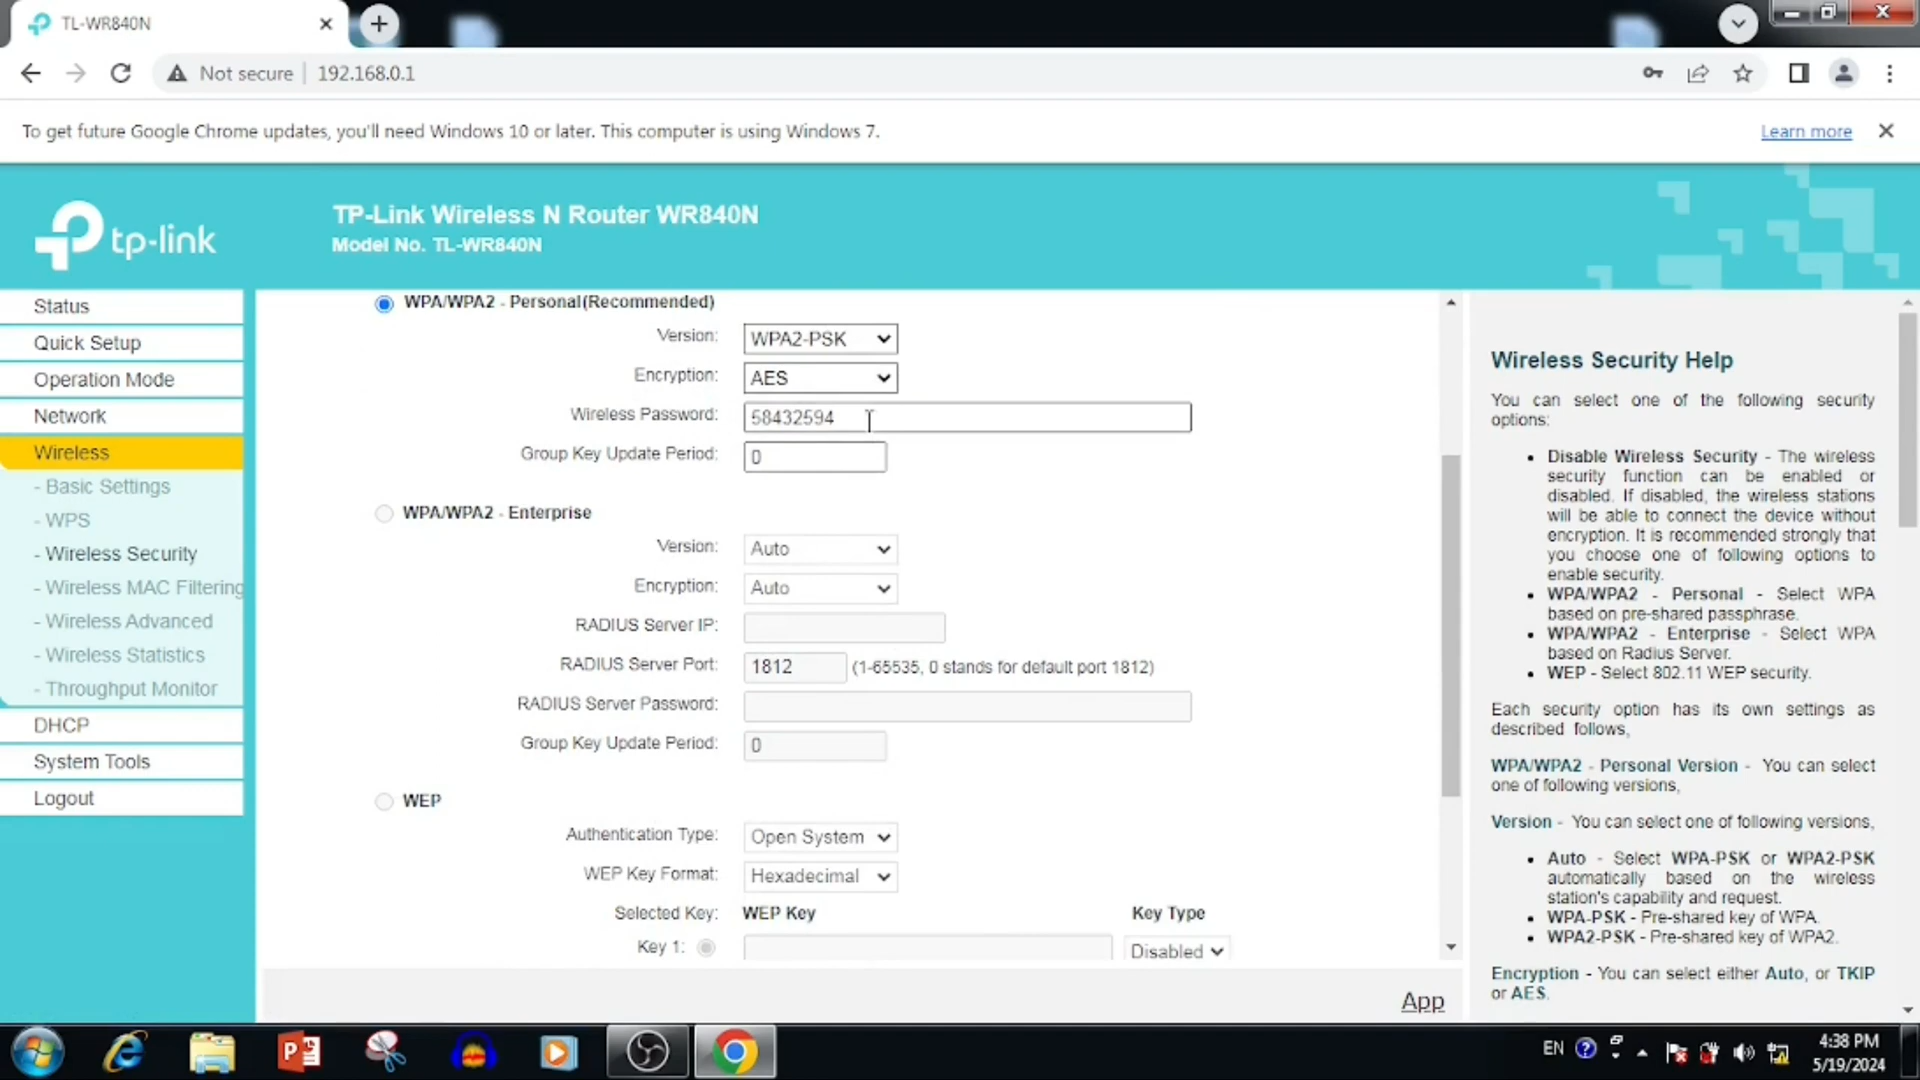 TL-WR840N
Not secure
192.168.0.1
To get future Google Chrome updates, you'll need Windows 10 or later. This computer is using Windows 7.
Learn more
tp-link
TP-Link Wireless N Router WR840N
Model No. TL-WR840N
Status
Quick Setup
Operation Mode
Network
Wireless
- Basic Settings
- WPS
- Wireless Security
- Wireless MAC Filtering
- Wireless Advanced
- Wireless Statistics
- Throughput Monitor
DHCP
System Tools
Logout
WPA/WPA2 - Personal(Recommended)
Version: WPA2-PSK
Encryption: AES
Wireless Password: 58432594
Group Key Update Period: 0
WPA/WPA2 - Enterprise
Version: Auto
Encryption: Auto
RADIUS Server IP:
RADIUS Server Port: 1812 (1-65535, 0 stands for default port 1812)
RADIUS Server Password:
Group Key Update Period: 0
WEP
Authentication Type: Open System
WEP Key Format: Hexadecimal
Selected Key: WEP Key Key Type
Key 1: Disabled
App
Wireless Security Help
You can select one of the following security
options:
Disable Wireless Security - The wireless
security function can be enabled or
disabled. If disabled, the wireless stations
will be able to connect the device without
encryption. It is recommended strongly that
you choose one of following options to
enable security.
WPA/WPA2 - Personal - Select WPA
based on pre-shared passphrase.
WPA/WPA2 - Enterprise - Select WPA
based on Radius Server.
WEP - Select 802.11 WEP security.
Each security option has its own settings as
described follows,
WPA/WPA2 - Personal Version - You can select
one of following versions,
Version - You can select one of following versions,
Auto - Select WPA-PSK or WPA2-PSK
automatically based on the wireless
station's capability and request.
WPA-PSK - Pre-shared key of WPA.
WPA2-PSK - Pre-shared key of WPA2.
Encryption - You can select either Auto, or TKIP
or AES.
EN
4:38 PM
5/19/2024